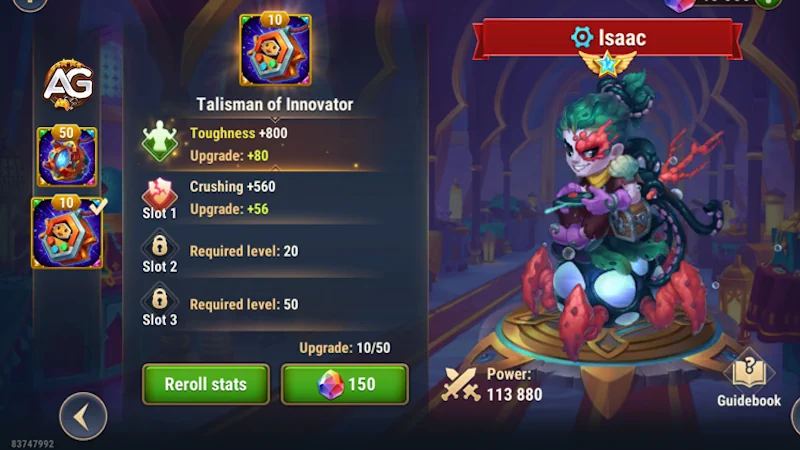 10
Isaac
AG
Talisman of Innovator
Toughness +800
Upgrade: +80
50
Crushing +560
Upgrade: +56
Slot 1
10
Required level: 20
Slot 2
Required level: 50
Slot 3
Upgrade: 10/50
Reroll stats
150
Power:
113 880
?
Guidebook
83747992